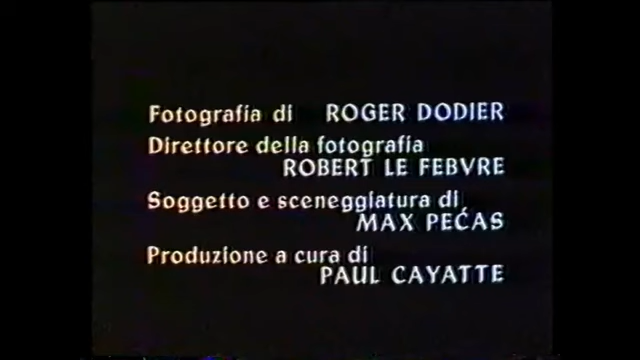 Fotografia di ROGER DODIER
Direttore della fotografia
ROBERT LE FEBVRE
Soggetto e sceneggiatura di
MAX PEĆAS
Produzione a cura di
PAUL CAYATTE